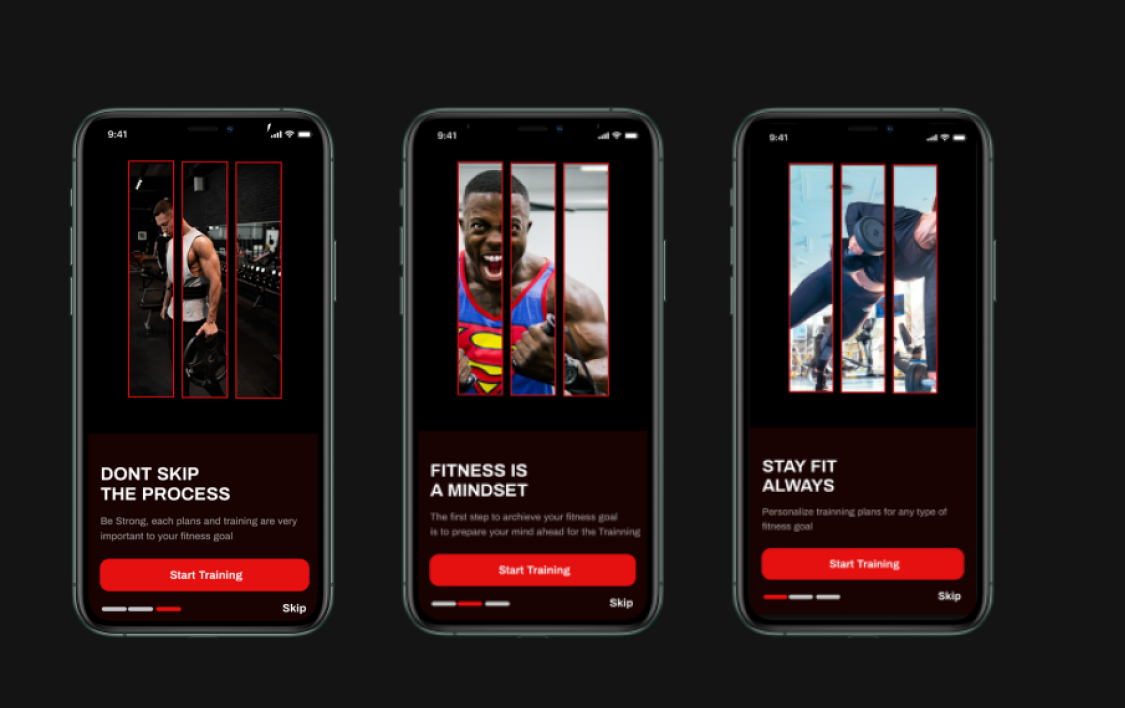 9:41
DONT SKIP
THE PROCESS
Be Strong, each plans and training are very
important to your fitness goal
Start Training
Skip
9:41
FITNESS IS
A MINDSET
The first step to archieve your fitness goal
is to prepare your mind ahead for the Trainning
Start Training
Skip
9:41
STAY FIT
ALWAYS
Personalize trainning plans for any type of
fitness goal
Start Training
Skip